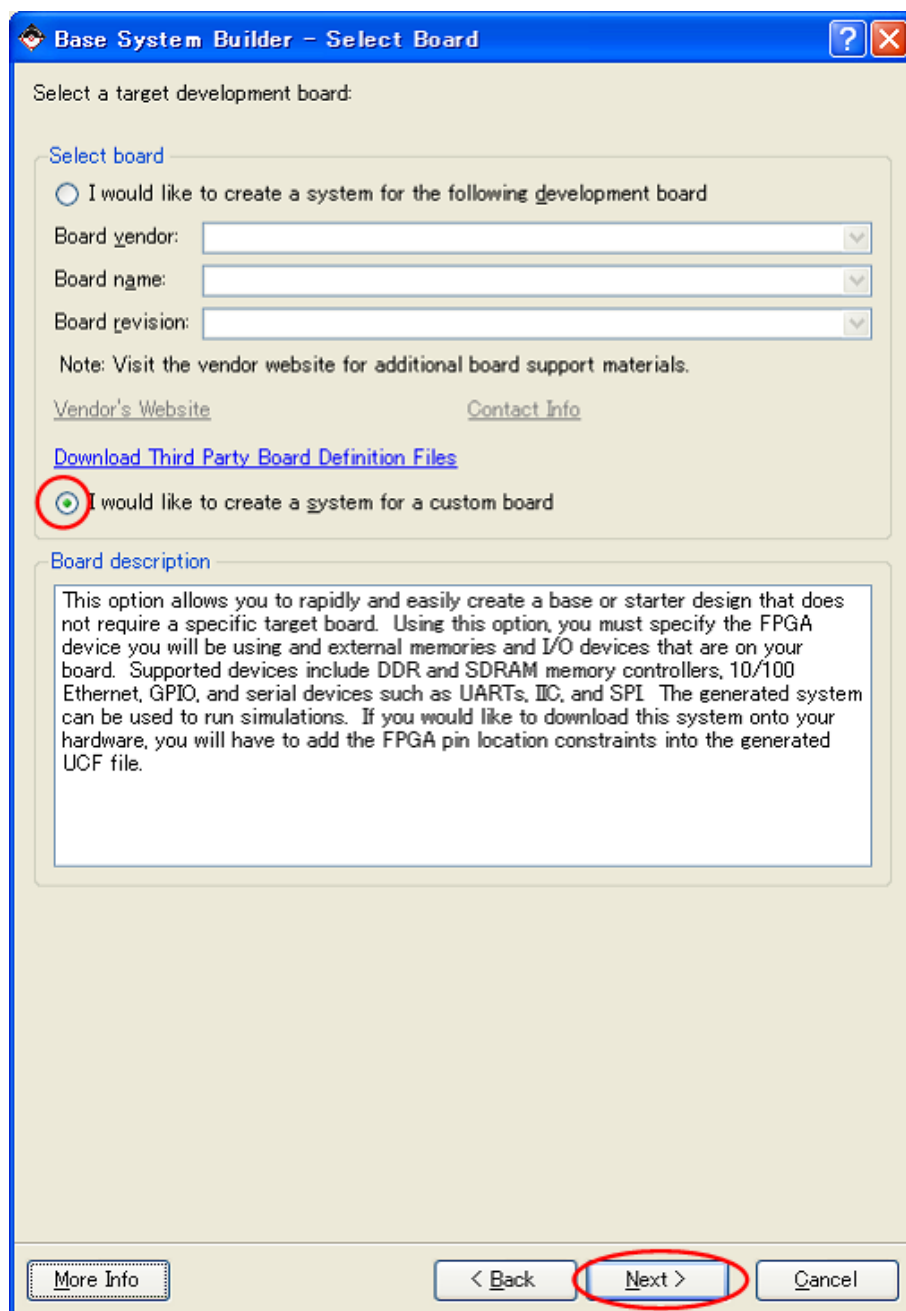 Base System Builder - Select Board
Select a target development board:
Select board
I would like to create a system for the following development board
Board vendor:
Board name:
Board revision:
Note: Visit the vendor website for additional board support materials.
Vendor's Website Contact Info
Download Third Party Board Definition Files
I would like to create a system for a custom board
Board description
This option allows you to rapidly and easily create a base or starter design that does
not require a specific target board. Using this option, you must specify the FPGA
device you will be using and external memories and I/O devices that are on your
board. Supported devices include DDR and SDRAM memory controllers, 10/100
Ethernet, GPIO, and serial devices such as UARTs, IIC, and SPI. The generated system
can be used to run simulations. If you would like to download this system onto your
hardware, you will have to add the FPGA pin location constraints into the generated
UCF file.
More Info < Back Next > Cancel